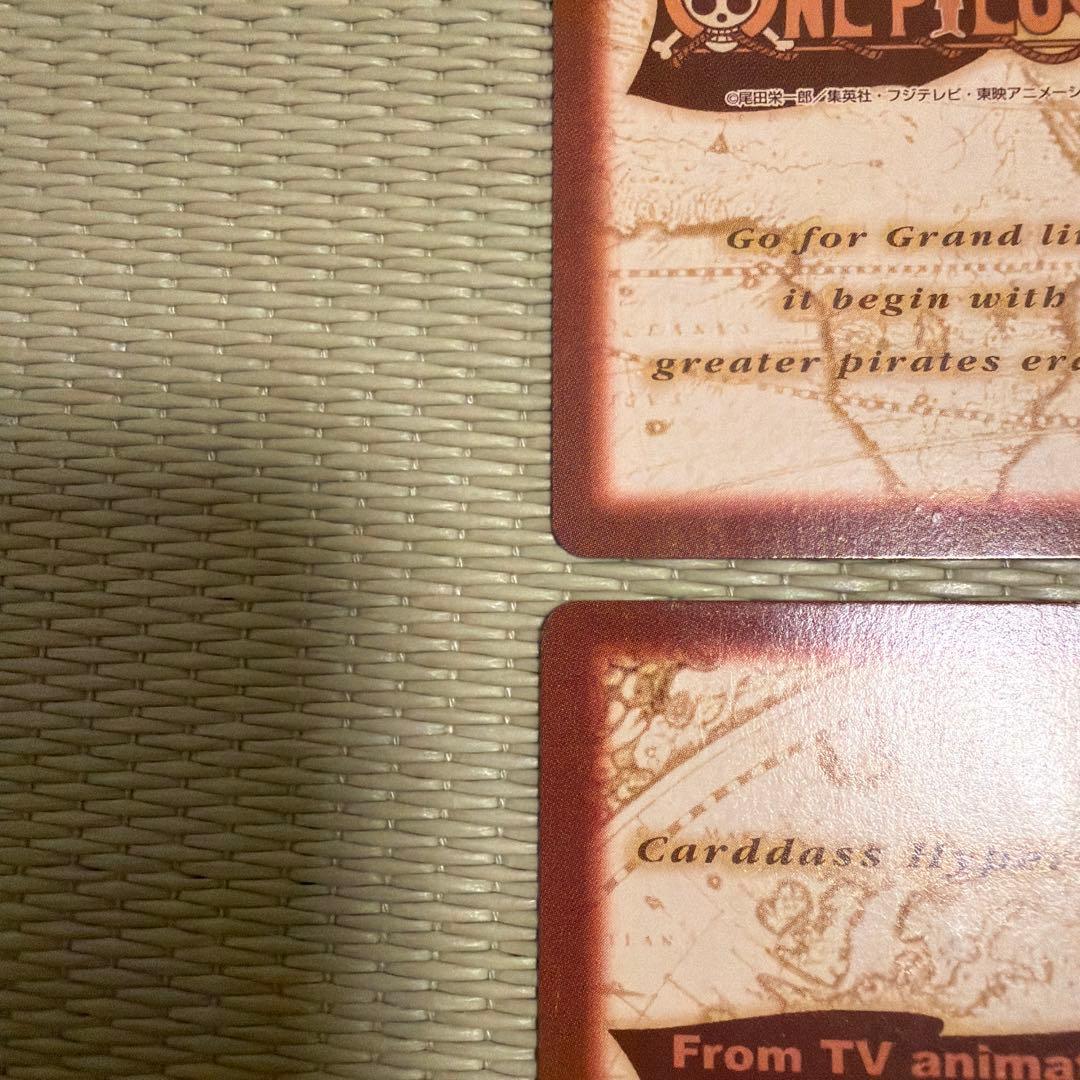 ONE PIEC
©尾田栄一郎／集英社・フジテレビ・東映アニメーシ
Go for Grand lin
it begin with
greater pirates era
Carddass Hyper
From TV animat